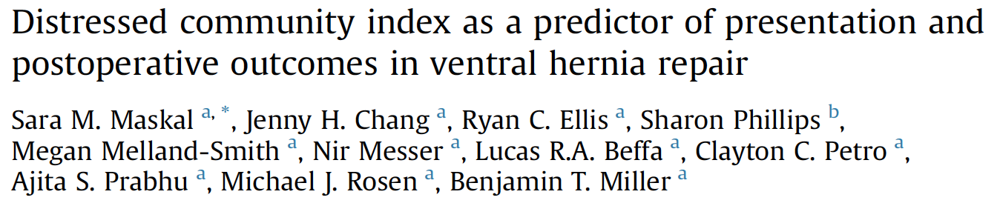 Distressed community index as a predictor of presentation and
postoperative outcomes in ventral hernia repair
Sara M. Maskal a, *, Jenny H. Chang a, Ryan C. Ellis a, Sharon Phillips b,
Megan Melland-Smith a, Nir Messer a, Lucas R.A. Beffa a, Clayton C. Petro a,
Ajita S. Prabhu a, Michael J. Rosen a, Benjamin T. Miller a